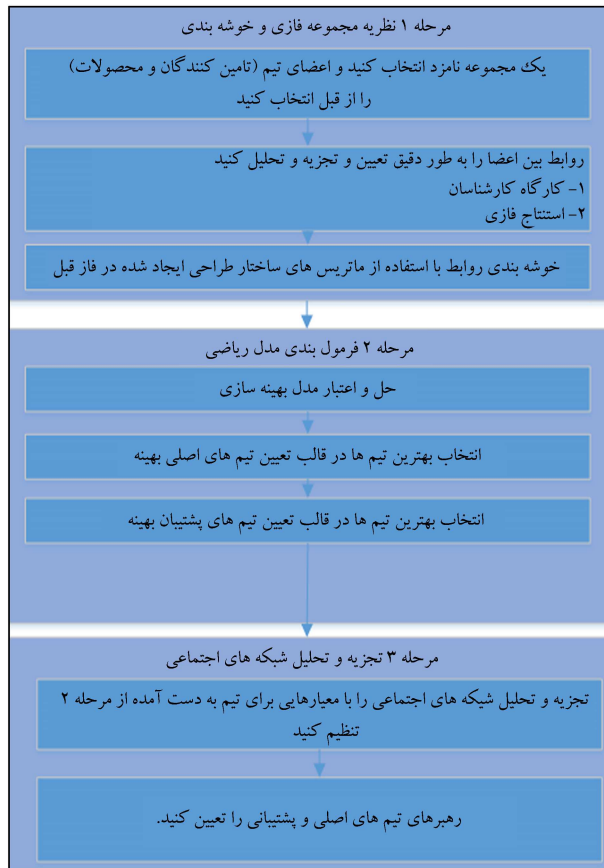 مرحله ۱ نظریه مجموعه فازی و خوشه بندی
یک مجموعه نامزد انتخاب کنید و اعضای تیم (تامین کنندگان و محصولات)
را از قبل انتخاب کنید
روابط بین اعضا را به طور دقیق تعیین و تجزیه و تحلیل کنید
۱- کارگاه کارشناسان
۲- استنتاج فازی
خوشه بندی روابط با استفاده از ماتریس های ساختار طراحی ایجاد شده در فاز قبل
مرحله ۲ فرمول بندی مدل ریاضی
حل و اعتبار مدل بهینه سازی
انتخاب بهترین تیم ها در قالب تعیین تیم های اصلی بهینه
انتخاب بهترین تیم ها در قالب تعیین تیم های پشتیبان بهینه
مرحله ۳ تجزیه و تحلیل شبکه های اجتماعی
تجزیه و تحلیل شیکه های اجتماعی را با معیارهایی برای تیم به دست آمده از مرحله ۲
تنظیم کنید
رهبرهای تیم های اصلی و پشتیبانی را تعیین کنید.